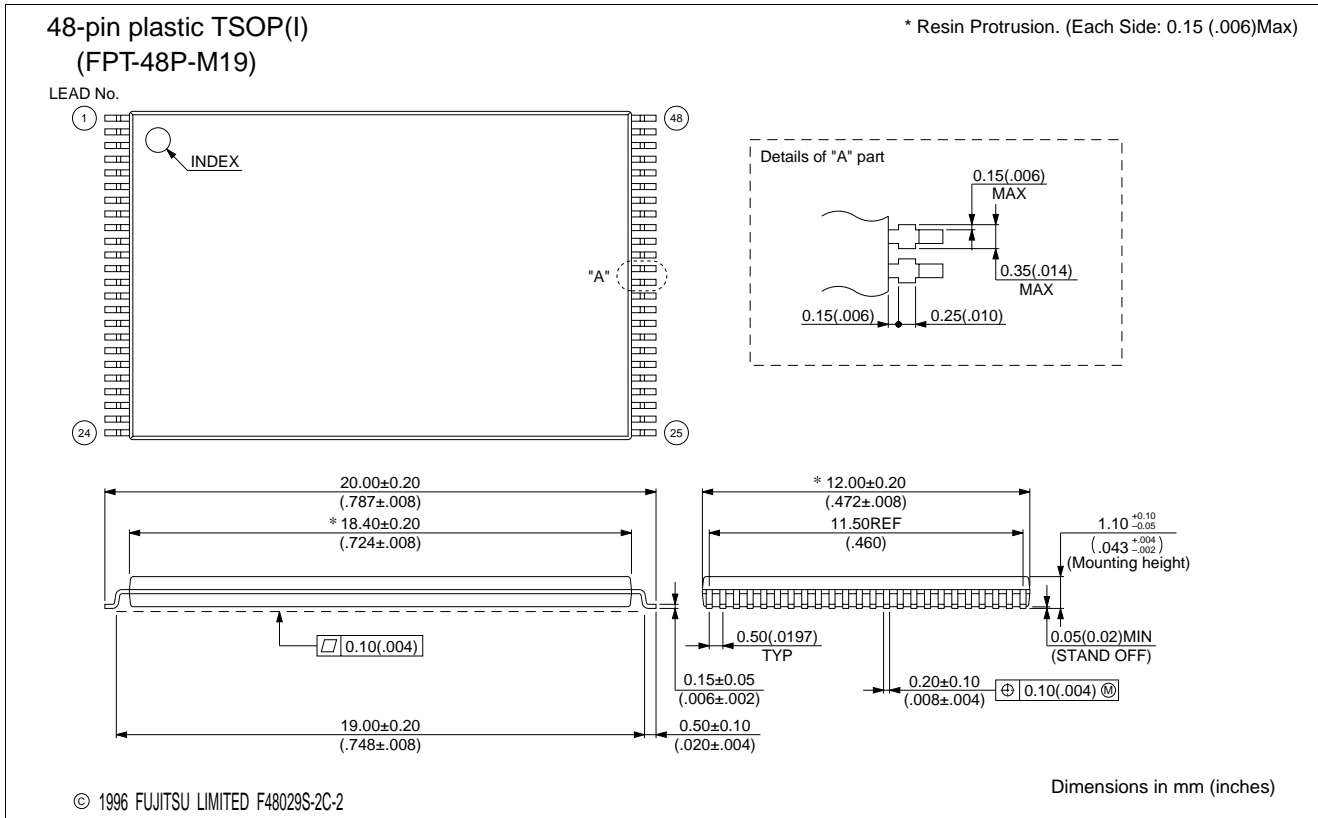 48-pin plastic TSOP(I)
(FPT-48P-M19)
* Resin Protrusion. (Each Side: 0.15 (.006)Max)
LEAD No.
1
48
INDEX
"A"
24
25
Details of "A" part
0.15(.006)
MAX
0.35(.014)
MAX
0.15(.006)
0.25(.010)
20.00±0.20
(.787±.008)
* 18.40±0.20
(.724±.008)
0.10(.004)
0.15±0.05
(.006±.002)
19.00±0.20
(.748±.008)
0.50±0.10
(.020±.004)
* 12.00±0.20
(.472±.008)
11.50REF
(.460)
1.10 +0.10 –0.05
(.043 +.004 –.002)
(Mounting height)
0.50(.0197)
TYP
0.05(0.02)MIN
(STAND OFF)
0.20±0.10
(.008±.004)
⌖ 0.10(.004) Ⓜ
© 1996 FUJITSU LIMITED F48029S-2C-2
Dimensions in mm (inches)